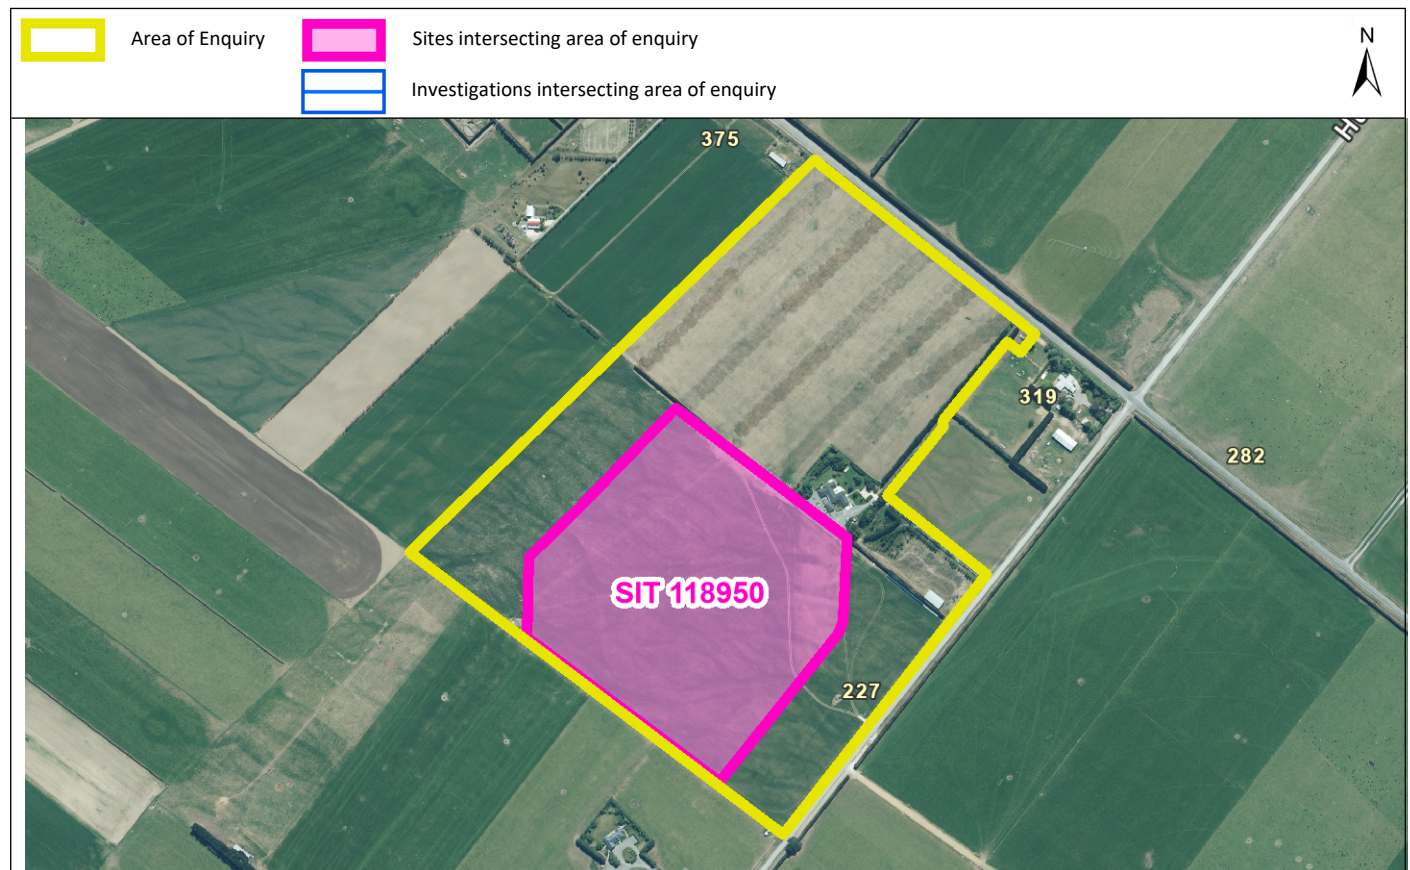 Area of Enquiry
Sites intersecting area of enquiry
N
Investigations intersecting area of enquiry
375
319
282
SIT 118950
227